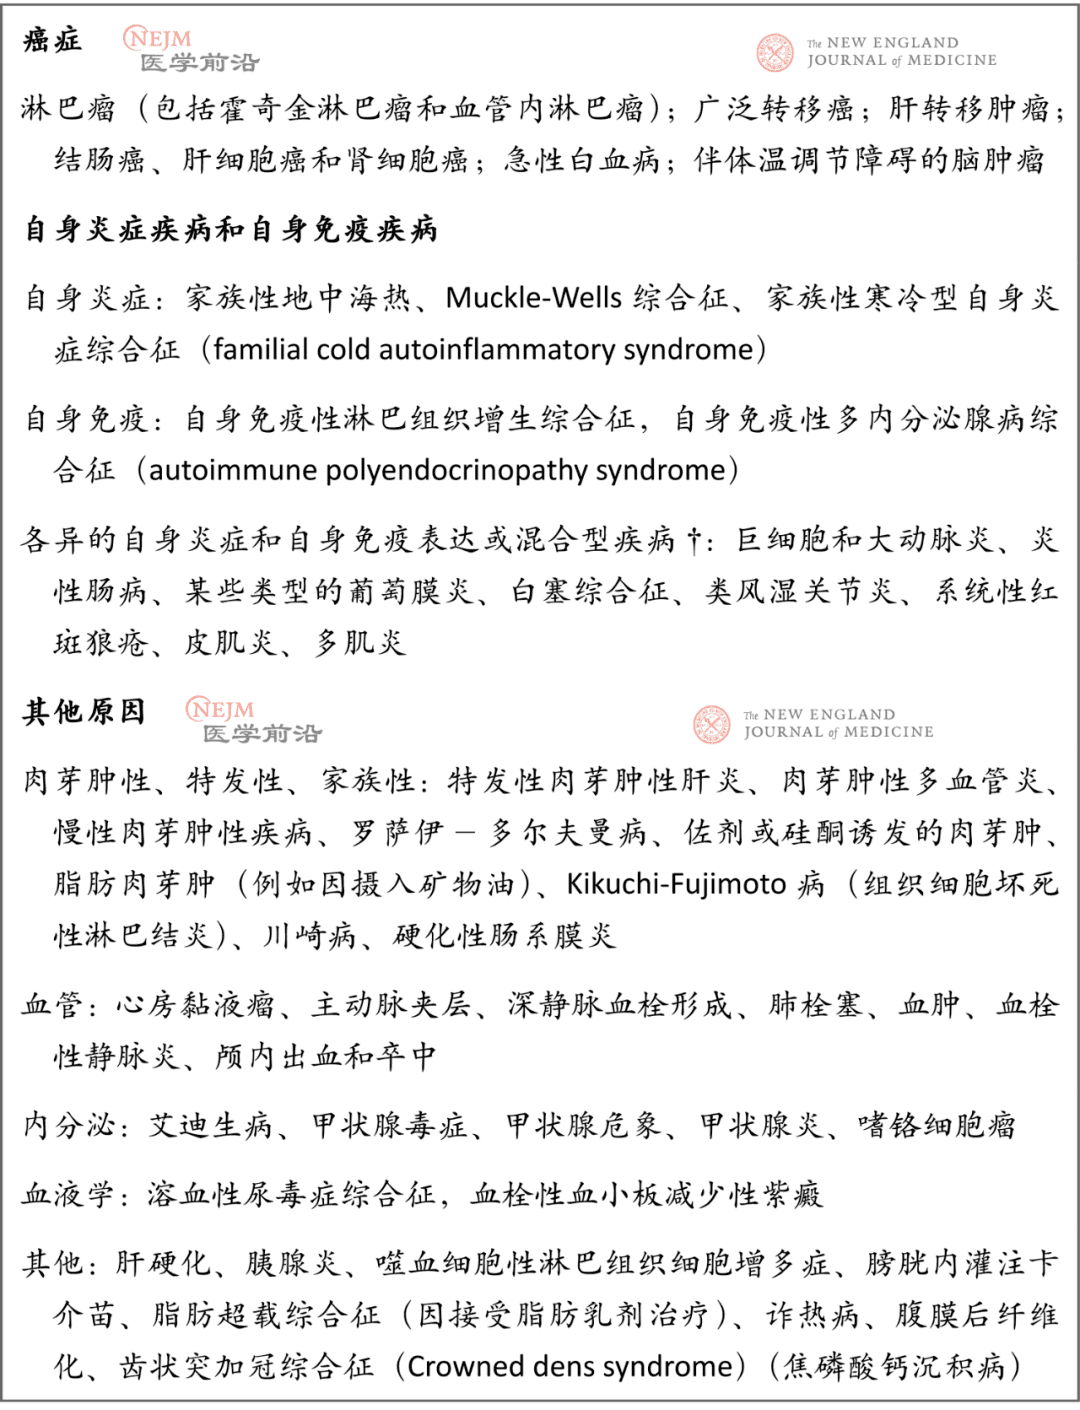 癌症
NEJM
医学前沿
The NEW ENGLAND
JOURNAL of MEDICINE
淋巴瘤（包括霍奇金淋巴瘤和血管内淋巴瘤）；广泛转移癌；肝转移肿瘤；
结肠癌、肝细胞癌和肾细胞癌；急性白血病；伴体温调节障碍的脑肿瘤
自身炎症疾病和自身免疫疾病
自身炎症：家族性地中海热、Muckle-Wells 综合征、家族性寒冷型自身炎
症综合征（familial cold autoinflammatory syndrome）
自身免疫：自身免疫性淋巴组织增生综合征，自身免疫性多内分泌腺病综
合征（autoimmune polyendocrinopathy syndrome）
各异的自身炎症和自身免疫表达或混合型疾病†：巨细胞和大动脉炎、炎
性肠病、某些类型的葡萄膜炎、白塞综合征、类风湿关节炎、系统性红
斑狼疮、皮肌炎、多肌炎
其他原因
NEJM
医学前沿
The NEW ENGLAND
JOURNAL of MEDICINE
肉芽肿性、特发性、家族性：特发性肉芽肿性肝炎、肉芽肿性多血管炎、
慢性肉芽肿性疾病、罗萨伊－多尔夫曼病、佐剂或硅酮诱发的肉芽肿、
脂肪肉芽肿（例如因摄入矿物油）、Kikuchi-Fujimoto 病（组织细胞坏死
性淋巴结炎）、川崎病、硬化性肠系膜炎
血管：心房黏液瘤、主动脉夹层、深静脉血栓形成、肺栓塞、血肿、血栓
性静脉炎、颅内出血和卒中
内分泌：艾迪生病、甲状腺毒症、甲状腺危象、甲状腺炎、嗜铬细胞瘤
血液学：溶血性尿毒症综合征，血栓性血小板减少性紫癜
其他：肝硬化、胰腺炎、噬血细胞性淋巴组织细胞增多症、膀胱内灌注卡
介苗、脂肪超载综合征（因接受脂肪乳剂治疗）、诈热病、腹膜后纤维
化、齿状突加冠综合征（Crowned dens syndrome）（焦磷酸钙沉积病）